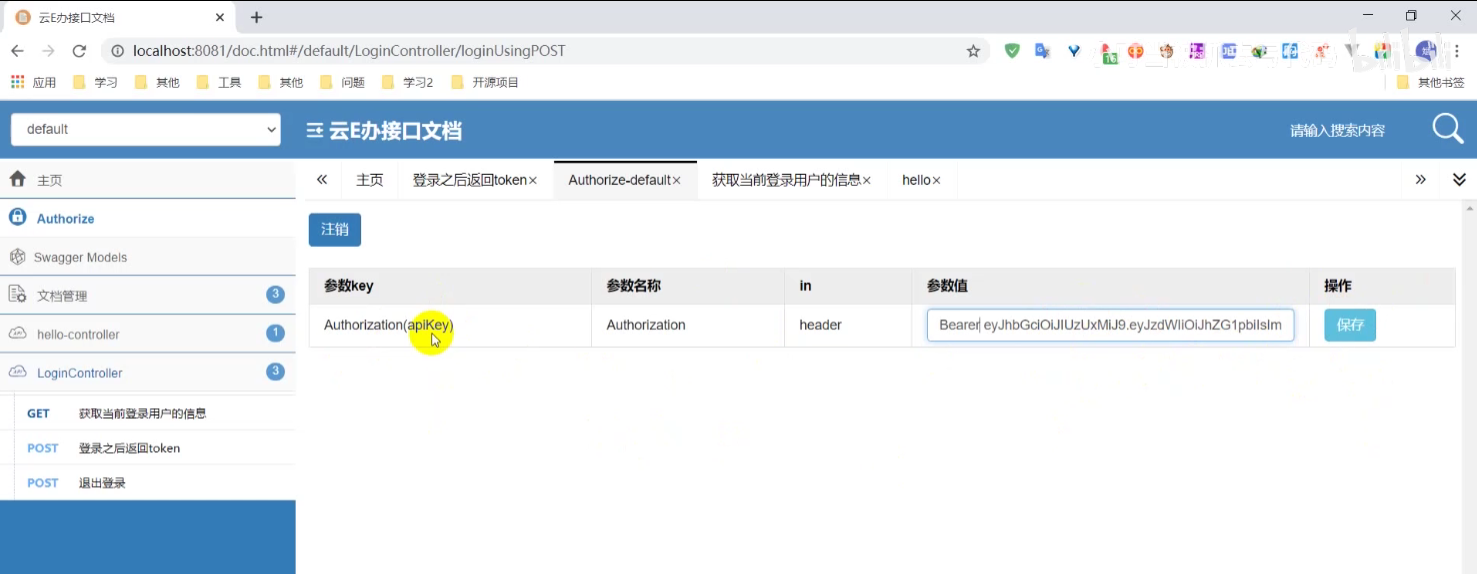 云E办接口文档
localhost:8081/doc.html#/default/LoginController/loginUsingPOST
应用 学习 其他 工具 其他 问题 学习2 开源项目 其他书签
default 云E办接口文档 请输入搜索内容
主页 主页 登录之后返回token× Authorize-default× 获取当前登录用户的信息× hello×
Authorize 注销
Swagger Models
文档管理 3 参数key 参数名称 in 参数值 操作
hello-controller 1 Authorization(apiKey) Authorization header Bearer eyJhbGciOiJIUzUxMiJ9.eyJzdWIiOiJhZG1pbiIsIm 保存
LoginController 3
GET 获取当前登录用户的信息
POST 登录之后返回token
POST 退出登录
bilibili